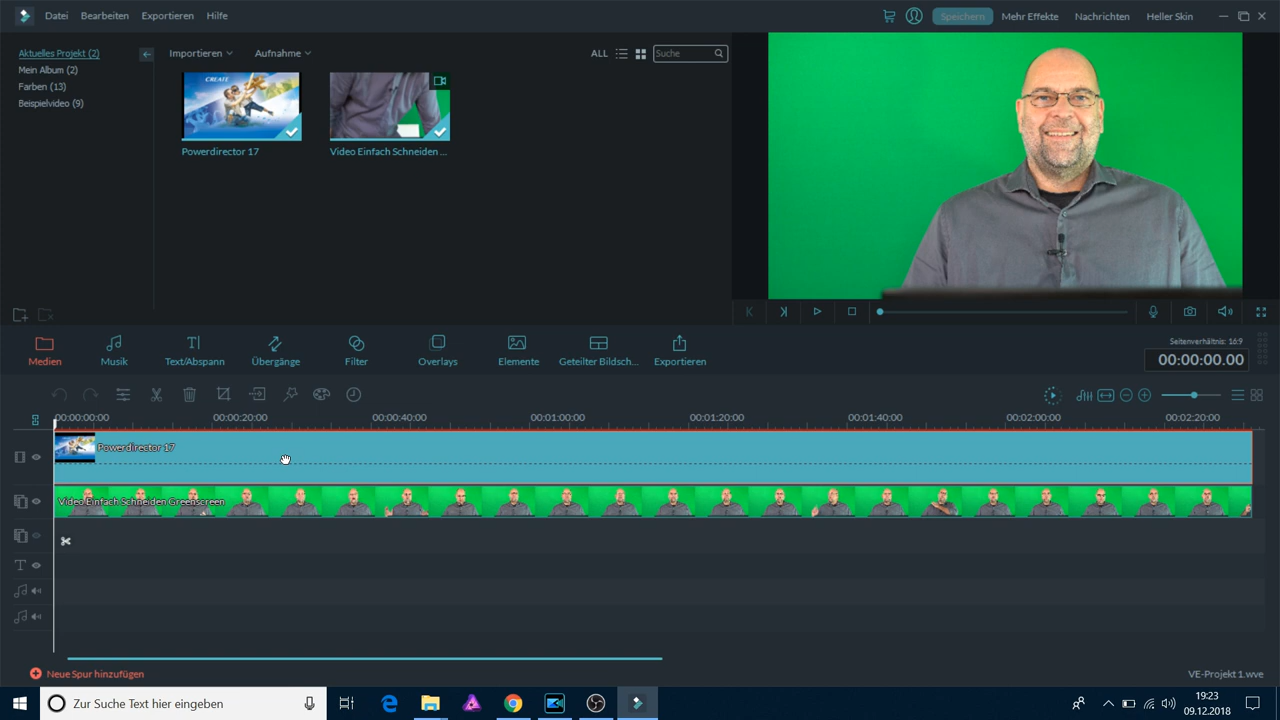 Datei Bearbeiten Exportieren Hilfe
Speichern Mehr Effekte Nachrichten Heller Skin
Aktuelles Projekt (2)
Mein Album (2)
Farben (13)
Beispielvideo (9)
Importieren Aufnahme ALL Suche
CREATE
Powerdirector 17 Video Einfach Schneiden ...
Medien Musik Text/Abspann Übergänge Filter Overlays Elemente Geteilter Bildsch... Exportieren
Seitenverhältnis: 16:9
00:00:00.00
00:00:00:00 00:00:20:00 00:00:40:00 00:01:00:00 00:01:20:00 00:01:40:00 00:02:00:00 00:02:20:00
Powerdirector 17
Video Einfach Schneiden Greenscreen
Neue Spur hinzufügen
VE-Projekt 1.wve
Zur Suche Text hier eingeben
19:23
09.12.2018